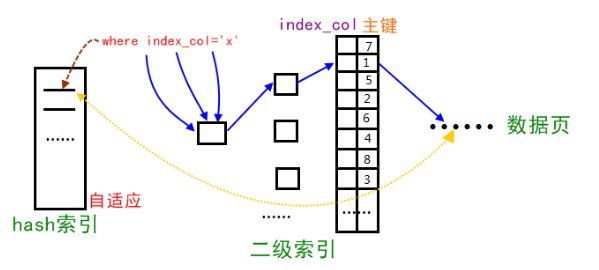 index_col 主键
where index_col='x'
7
1
5
2
6
4
8
3
......
......
......
...... 数据页
自适应
hash索引
......
二级索引